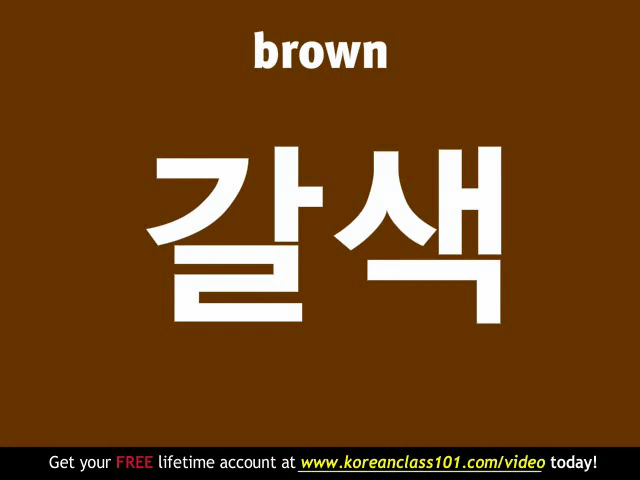 brown
갈색
Get your FREE lifetime account at www.koreanclass101.com/video today!